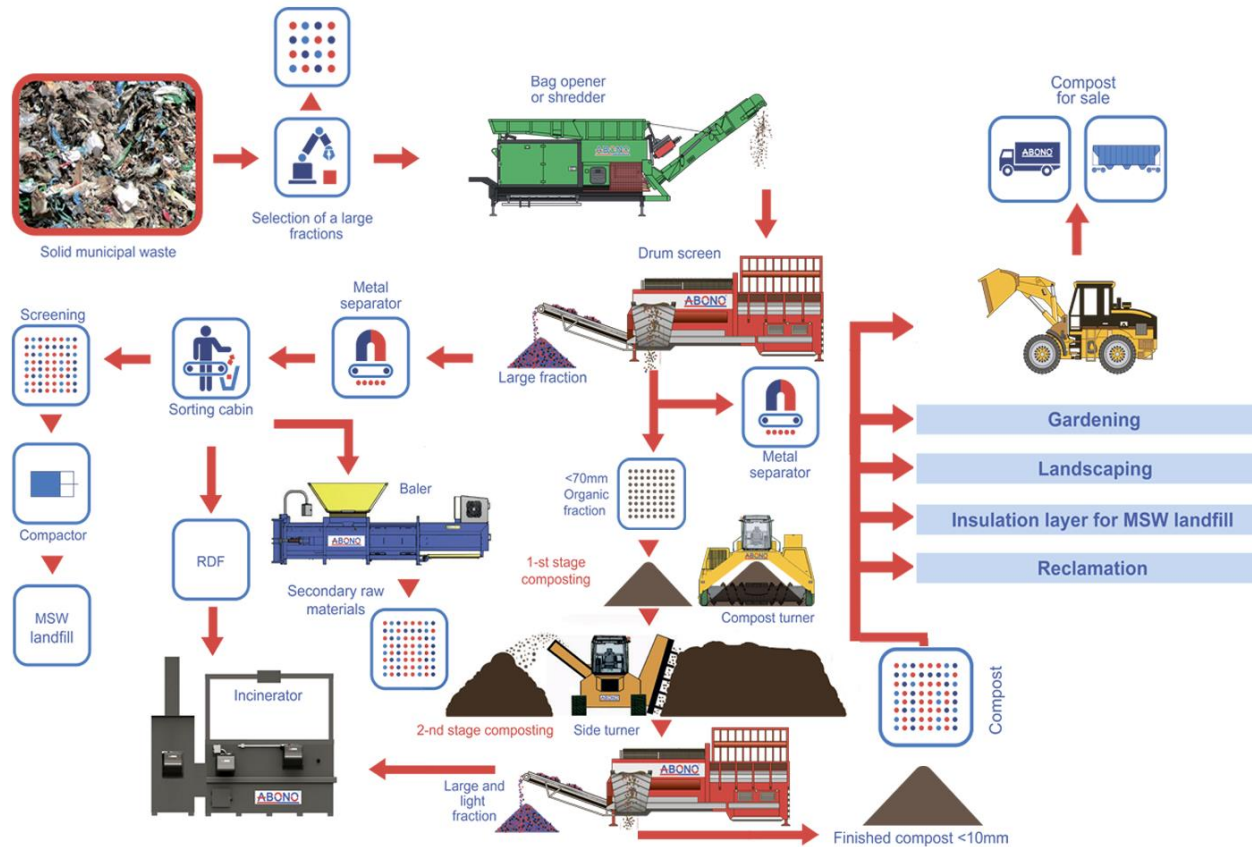 Solid municipal waste
Selection of a large
fractions
Bag opener
or shredder
ABONO
Compost
for sale
ABONO
Drum screen
ABONO
Large fraction
Metal
separator
Sorting cabin
Screening
Compactor
MSW
landfill
RDF
Baler
ABONO
Secondary raw
materials
Incinerator
ABONO
Metal
separator
<70mm
Organic
fraction
1-st stage
composting
ABONO
Compost turner
2-nd stage composting
ABONO
Side turner
Large and
light
fraction
ABONO
Finished compost <10mm
Compost
Gardening
Landscaping
Insulation layer for MSW landfill
Reclamation